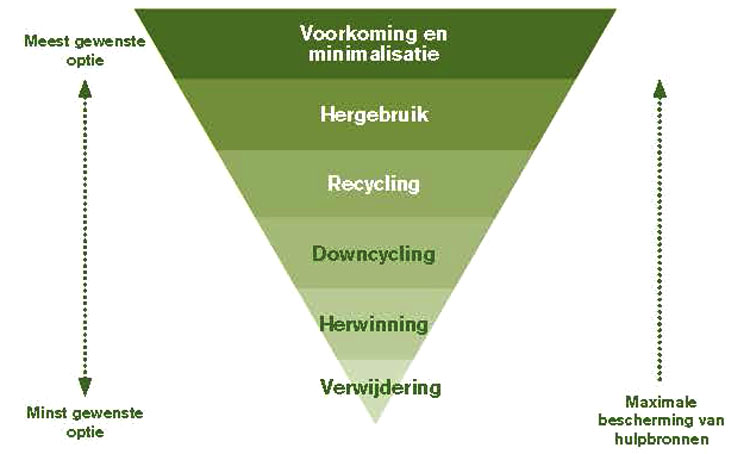 Meest gewenste
optie
Voorkoming en
minimalisatie
Hergebruik
Recycling
Downcycling
Herwinning
Verwijdering
Minst gewenste
optie
Maximale
bescherming van
hulpbronnen